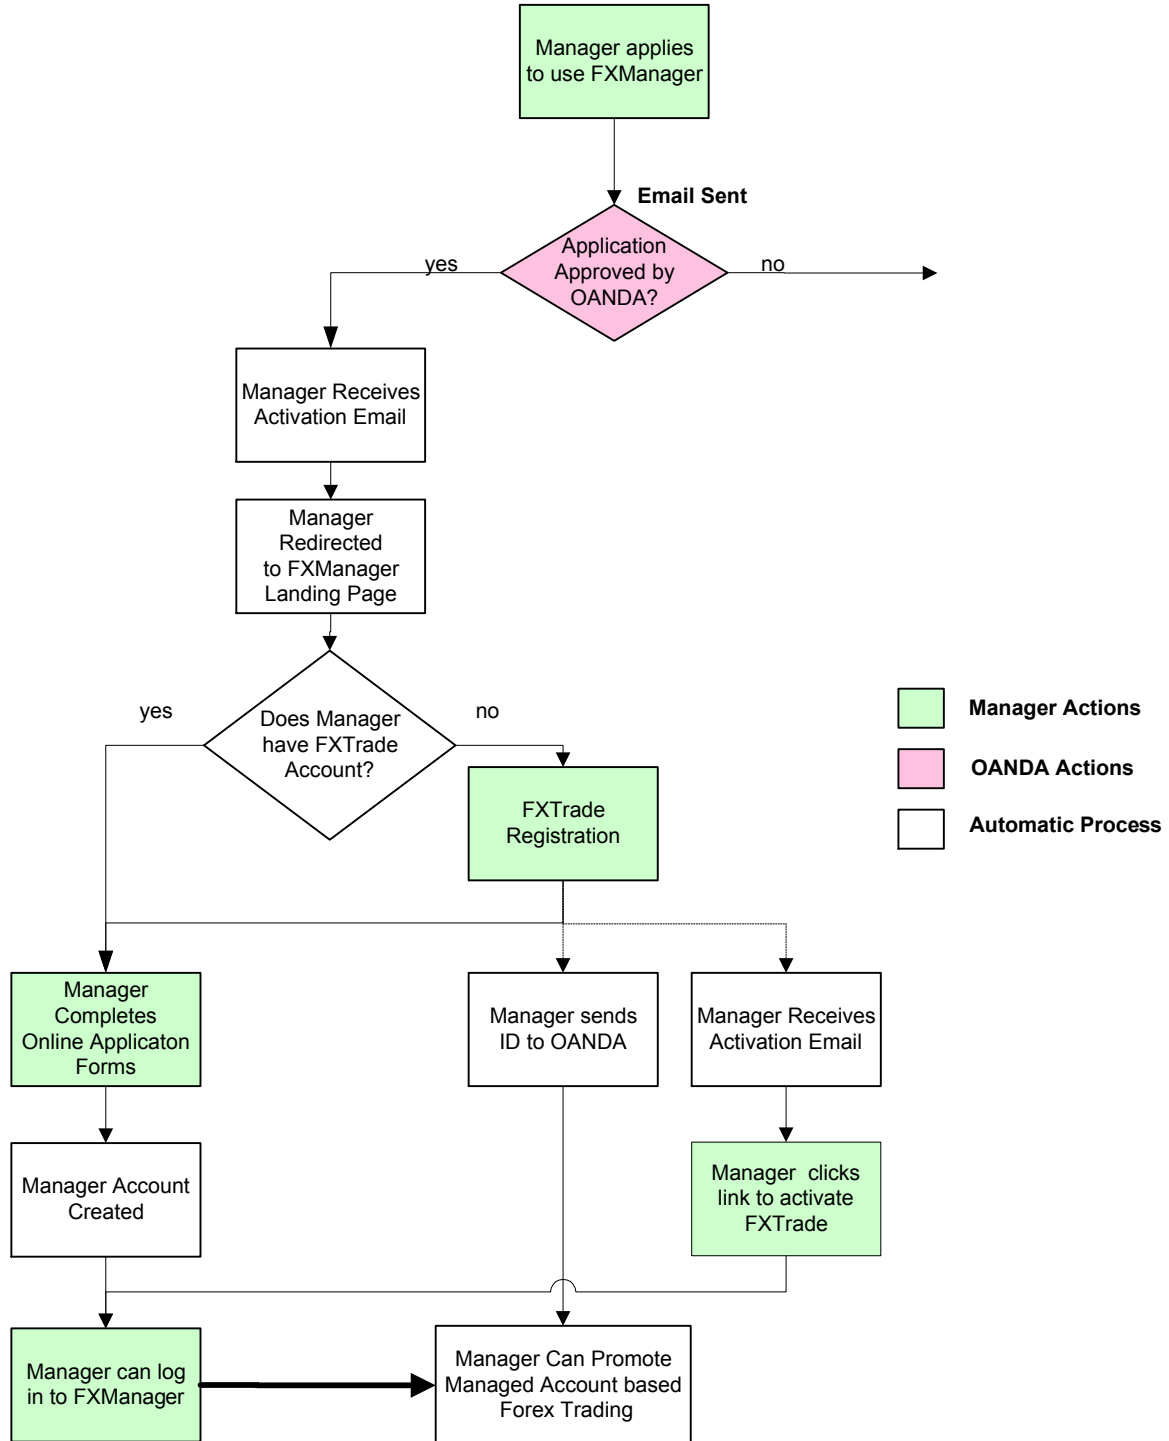 Manager applies
to use FXManager
Email Sent
Application
Approved by
OANDA?
yes
no
Manager Receives
Activation Email
Manager
Redirected
to FXManager
Landing Page
yes
no
Does Manager
have FXTrade
Account?
Manager Actions
OANDA Actions
Automatic Process
FXTrade
Registration
Manager
Completes
Online Applicaton
Forms
Manager sends
ID to OANDA
Manager Receives
Activation Email
Manager Account
Created
Manager clicks
link to activate
FXTrade
Manager can log
in to FXManager
Manager Can Promote
Managed Account based
Forex Trading